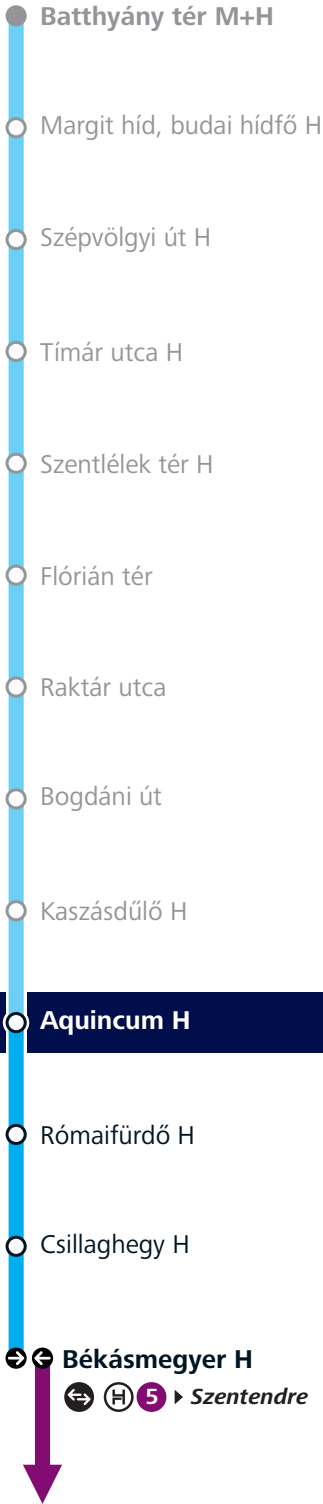 Batthyány tér M+H
Margit híd, budai hídfő H
Szépvölgyi út H
Tímár utca H
Szentlélek tér H
Flórián tér
Raktár utca
Bogdáni út
Kaszásdűlő H
Aquincum H
Rómaifürdő H
Csillaghegy H
Békásmegyer H
H 5 Szentendre